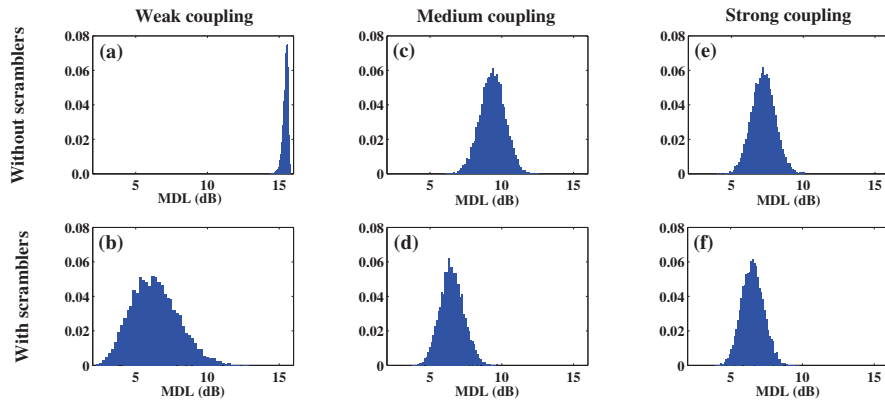 Weak coupling Medium coupling Strong coupling
Without scramblers
0.08 (a) 0.08 (c) 0.08 (e)
0.06 0.06 0.06
0.04 0.04 0.04
0.02 0.02 0.02
0.0 0 0
5 10 15 5 10 15 5 10 15
MDL (dB) MDL (dB) MDL (dB)
With scramblers
0.08 (b) 0.08 (d) 0.08 (f)
0.06 0.06 0.06
0.04 0.04 0.04
0.02 0.02 0.02
0 0 0
5 10 15 5 10 15 5 10 15
MDL (dB) MDL (dB) MDL (dB)